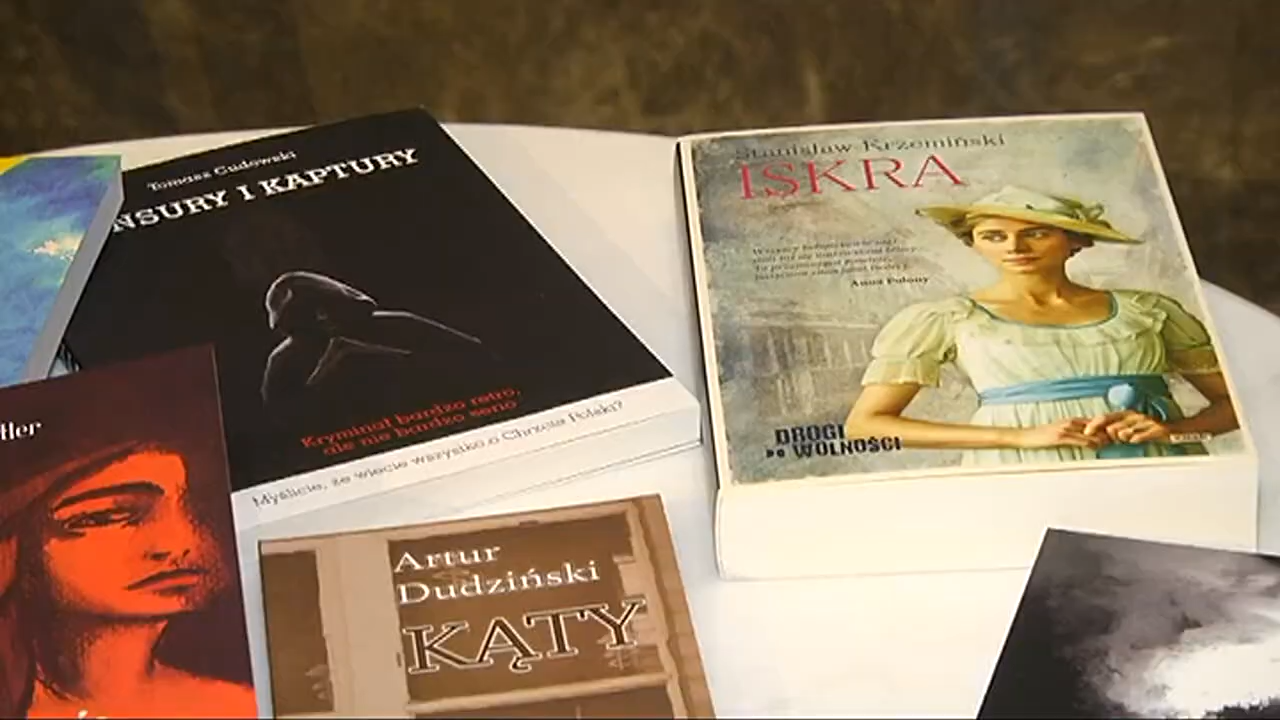 Tomasz Gudowski
NSURY I KAPTURY
Kryminał bardzo retro,
ale nie bardzo serio
Myślicie, że wiecie wszystko o Chrzcie Polski?
Stanisław Krzemiński
ISKRA
Anna Polony
DROGI
DO WOLNOŚCI
tler
Artur
Dudziński
KĄTY